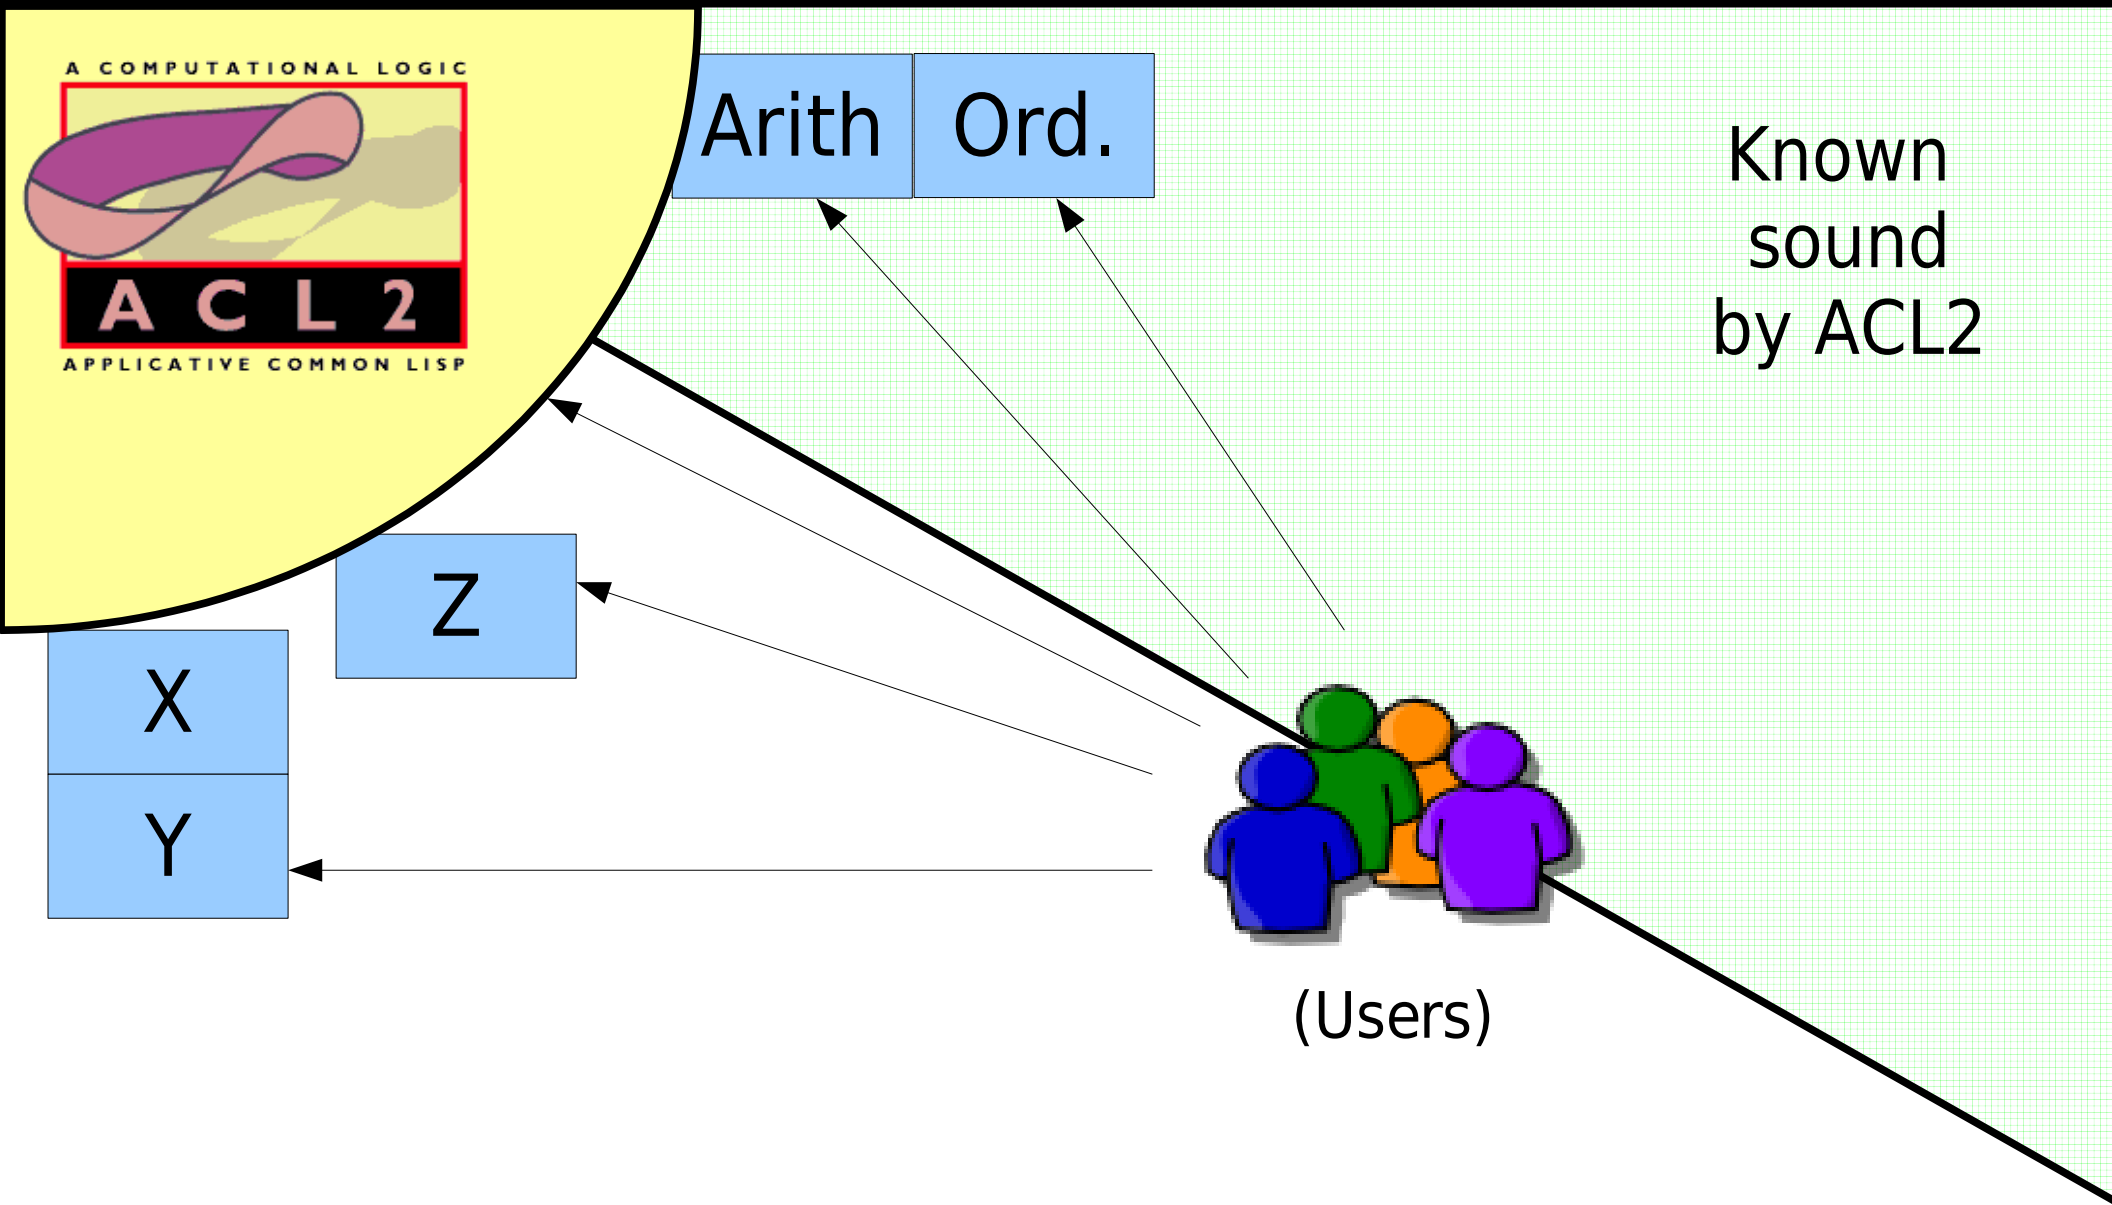 A COMPUTATIONAL LOGIC
ACL2
APPLICATIVE COMMON LISP
Arith
Ord.
Known
sound
by ACL2
Z
X
Y
(Users)